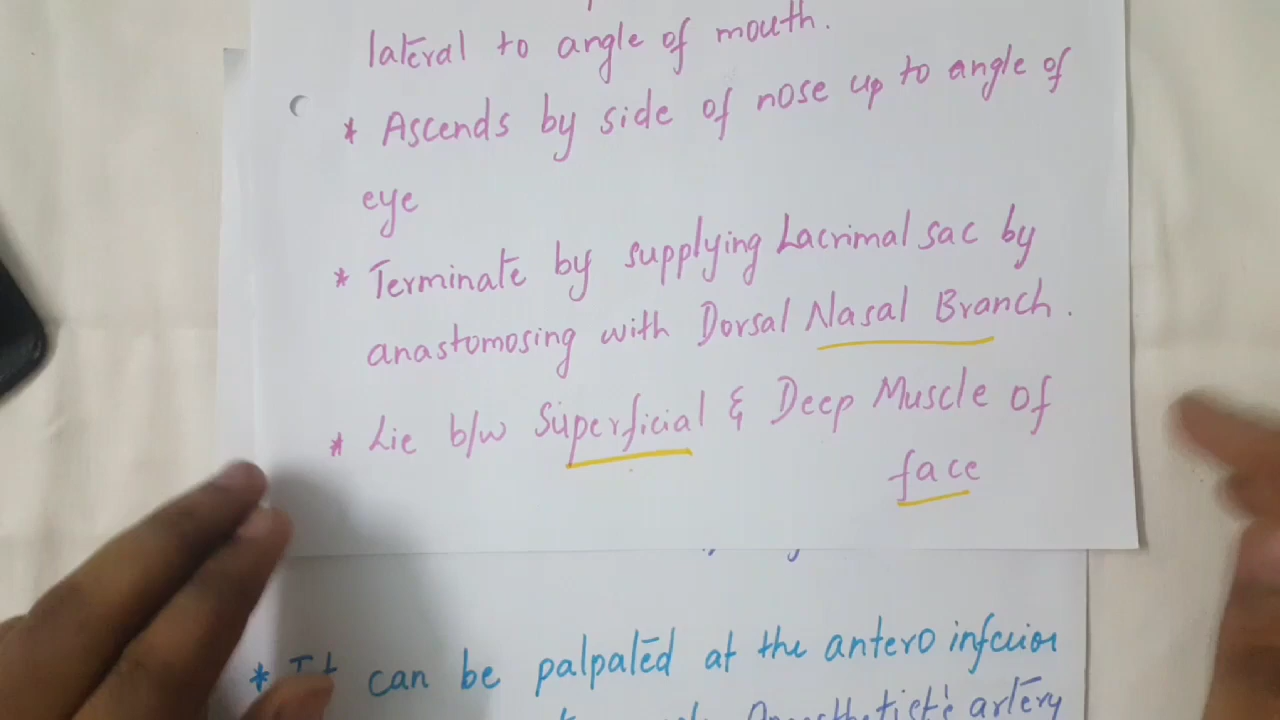 lateral to angle of mouth.
* Ascends by side of nose up to angle of
eye
* Terminate by supplying Lacrimal sac by
anastomosing with Dorsal Nasal Branch.
* Lie b/w Superficial & Deep Muscle of
face
* It can be palpated at the antero inferior
artery